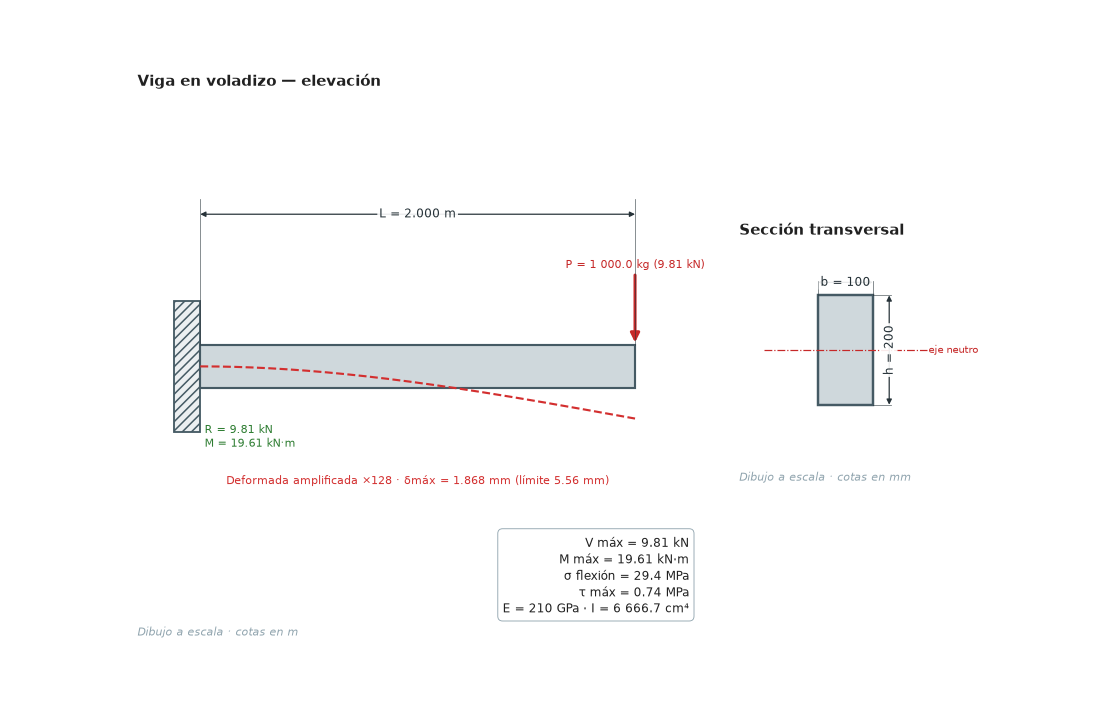 Viga en voladizo — elevación
L = 2.000 m
P = 1 000.0 kg (9.81 kN)
R = 9.81 kN
M = 19.61 kN·m
Deformada amplificada ×128 · δmáx = 1.868 mm (límite 5.56 mm)
Sección transversal
b = 100
h = 200
eje neutro
Dibujo a escala · cotas en mm
V máx = 9.81 kN
M máx = 19.61 kN·m
σ flexión = 29.4 MPa
τ máx = 0.74 MPa
E = 210 GPa · I = 6 666.7 cm⁴
Dibujo a escala · cotas en m